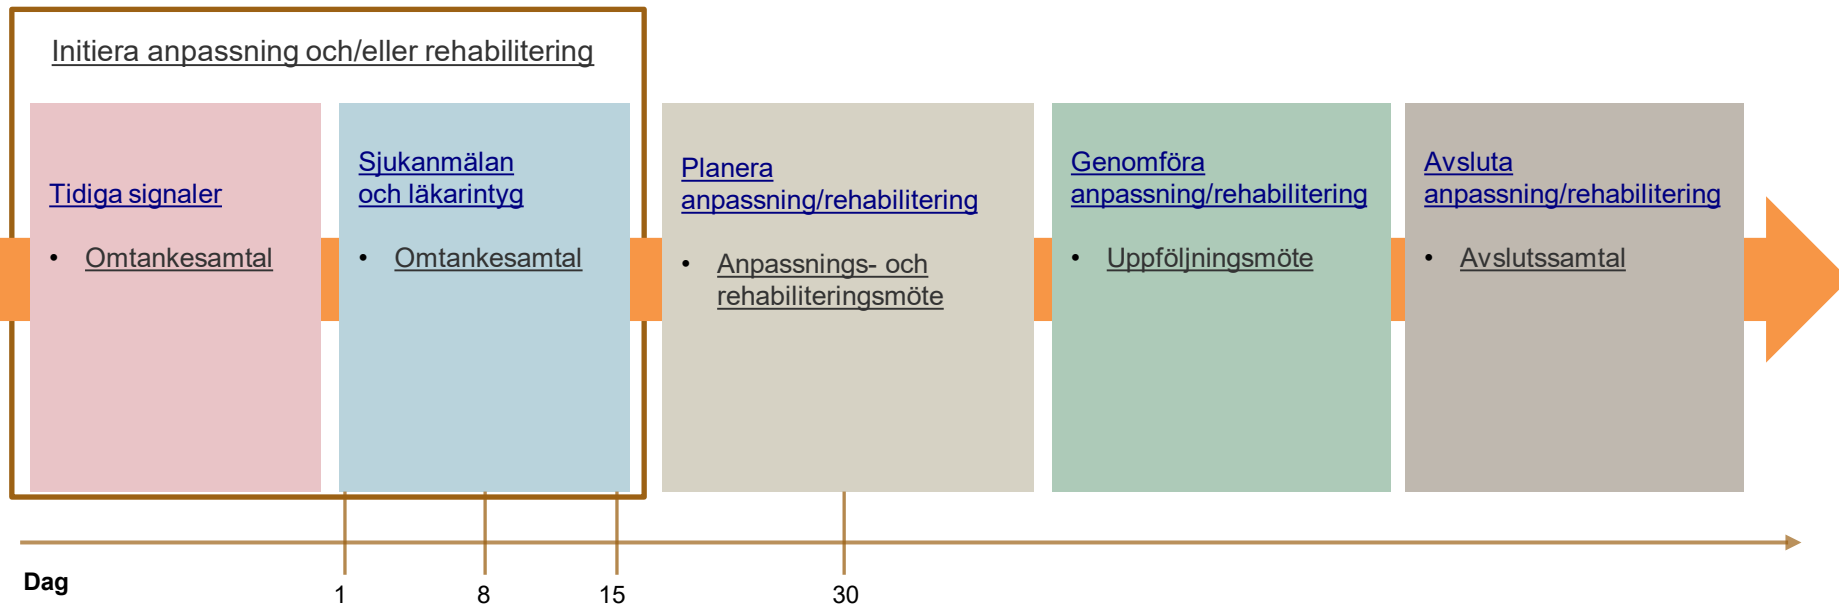 Initiera anpassning och/eller rehabilitering
Tidiga signaler
• Omtankesamtal
Sjukanmälan
och läkarintyg
• Omtankesamtal
Planera
anpassning/rehabilitering
• Anpassnings- och
rehabiliteringsmöte
Genomföra
anpassning/rehabilitering
• Uppföljningsmöte
Avsluta
anpassning/rehabilitering
• Avslutssamtal
Dag
1
8
15
30